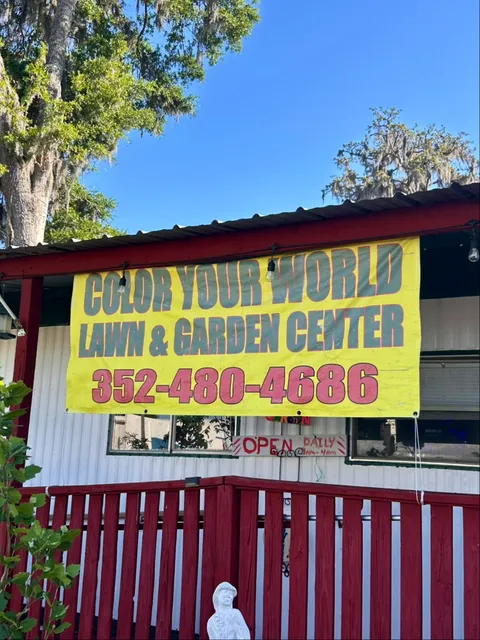 COLOR YOUR WORLD
LAWN & GARDEN CENTER
352-480-4686
OPEN DAILY